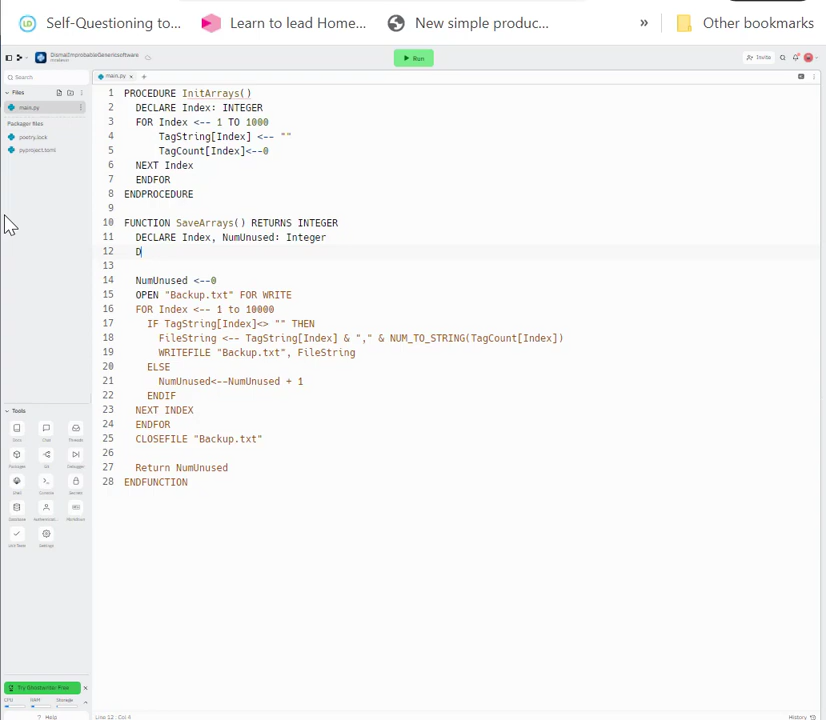 Self-Questioning to...
Learn to lead Home...
New simple produc...
»
Other bookmarks
DismalImprobableGenericsoftware
Run
Invite
Search
main.py
Files
main.py
Packager files
poetry.lock
pyproject.toml
1 PROCEDURE InitArrays()
2 DECLARE Index: INTEGER
3 FOR Index <-- 1 TO 1000
4 TagString[Index] <-- ""
5 TagCount[Index]<--0
6 NEXT Index
7 ENDFOR
8 ENDPROCEDURE
9
10 FUNCTION SaveArrays() RETURNS INTEGER
11 DECLARE Index, NumUnused: Integer
12 D
13
14 NumUnused <--0
15 OPEN "Backup.txt" FOR WRITE
16 FOR Index <-- 1 to 10000
17 IF TagString[Index]<> "" THEN
18 FileString <-- TagString[Index] & "," & NUM_TO_STRING(TagCount[Index])
19 WRITEFILE "Backup.txt", FileString
20 ELSE
21 NumUnused<--NumUnused + 1
22 ENDIF
23 NEXT INDEX
24 ENDFOR
25 CLOSEFILE "Backup.txt"
26
27 Return NumUnused
28 ENDFUNCTION
Tools
Docs
Chat
Threads
Packages
Git
Debugger
Shell
Console
Secrets
Database
Authenticat...
Markdown
Unit Tests
Settings
CPU
RAM
Storage
? Help
Line 12 : Col 4
History